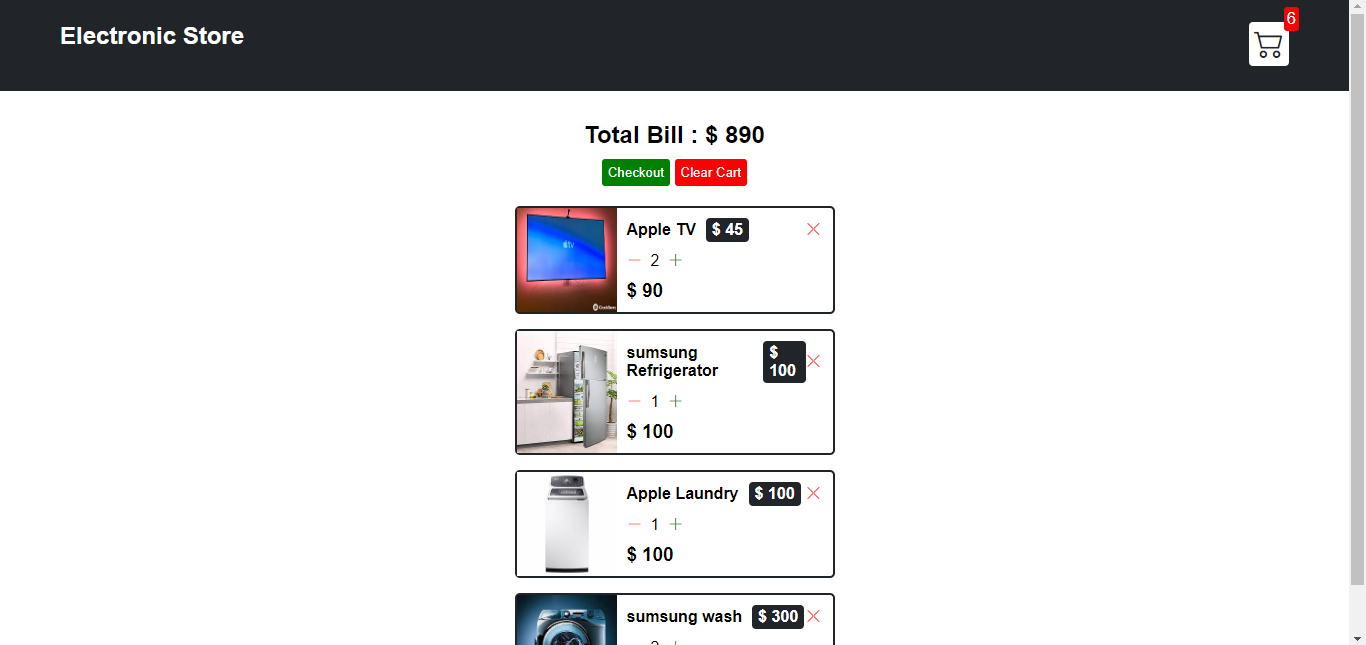 Electronic Store
6
Total Bill : $ 890
Checkout Clear Cart
Apple TV $ 45
2
$ 90
sumsung
Refrigerator
$
100
1
$ 100
Apple Laundry $ 100
1
$ 100
sumsung wash $ 300